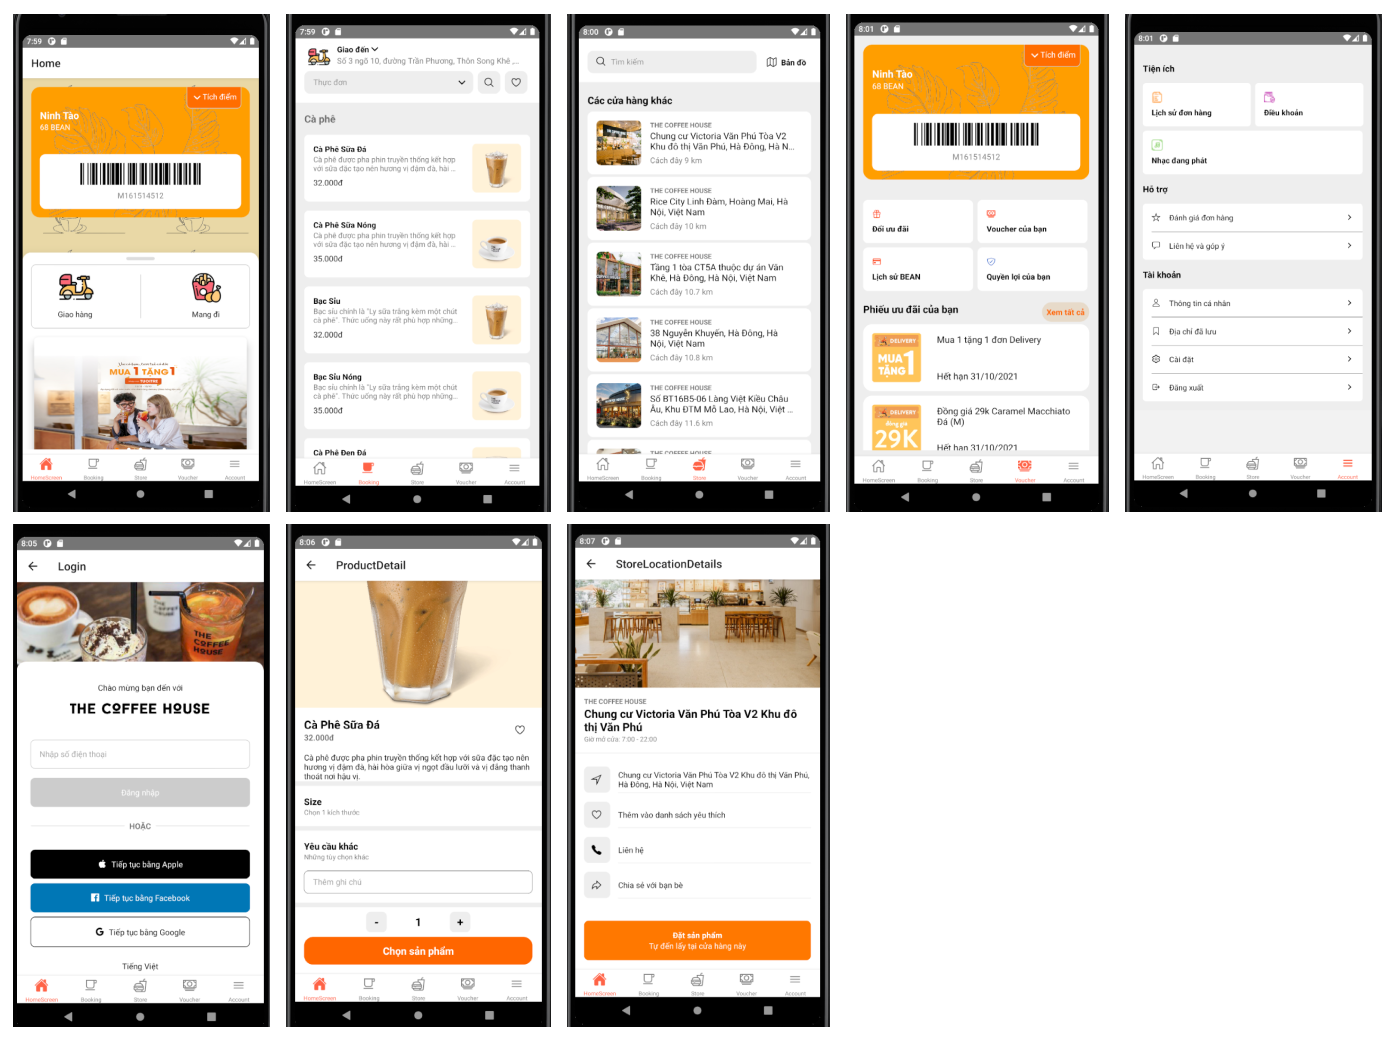 7:59
Home
Tích điểm
Ninh Tào
68 BEAN
M161514512
Giao hàng
Mang đi
MUA 1 TẶNG 1
HomeScreen
Booking
Store
Voucher
Account
7:59
Giao đến
Số 3 ngõ 10, đường Trần Phương, Thôn Song Khê ,...
Thực đơn
Cà phê
Cà Phê Sữa Đá
Cà phê được pha phin truyền thống kết hợp
với sữa đặc tạo nên hương vị đậm đà, hài ...
32.000đ
Cà Phê Sữa Nóng
Cà phê được pha phin truyền thống kết hợp
với sữa đặc tạo nên hương vị đậm đà, hài ...
35.000đ
Bạc Sỉu
Bạc sỉu chính là "Ly sữa trắng kèm một chút
cà phê". Thức uống này rất phù hợp những...
32.000đ
Bạc Sỉu Nóng
Bạc sỉu chính là "Ly sữa trắng kèm một chút
cà phê". Thức uống này rất phù hợp những...
35.000đ
Cà Phê Đen Đá
HomeScreen
Booking
Store
Voucher
Account
8:00
Tìm kiếm
Bản đồ
Các cửa hàng khác
THE COFFEE HOUSE
Chung cư Victoria Văn Phú Tòa V2
Khu đô thị Văn Phú, Hà Đông, Hà N...
Cách đây 9 km
THE COFFEE HOUSE
Rice City Linh Đàm, Hoàng Mai, Hà
Nội, Việt Nam
Cách đây 10 km
THE COFFEE HOUSE
Tầng 1 tòa CT5A thuộc dự án Văn
Khê, Hà Đông, Hà Nội, Việt Nam
Cách đây 10.7 km
THE COFFEE HOUSE
38 Nguyễn Khuyến, Hà Đông, Hà
Nội, Việt Nam
Cách đây 10.8 km
THE COFFEE HOUSE
Số BT16B5-06 Làng Việt Kiều Châu
Âu, Khu ĐTM Mỗ Lao, Hà Nội, Việt ...
Cách đây 11.6 km
THE COFFEE HOUSE
HomeScreen
Booking
Store
Voucher
Account
8:01
Tích điểm
Ninh Tào
68 BEAN
M161514512
Đổi ưu đãi
Voucher của bạn
Lịch sử BEAN
Quyền lợi của bạn
Phiếu ưu đãi của bạn
Xem tất cả
DELIVERY
MUA 1
TẶNG
Mua 1 tặng 1 đơn Delivery
Hết hạn 31/10/2021
DELIVERY
đồng giá
29K
Đồng giá 29k Caramel Macchiato
Đá (M)
Hết hạn 31/10/2021
HomeScreen
Booking
Store
Voucher
Account
8:01
Tiện ích
Lịch sử đơn hàng
Điều khoản
Nhạc đang phát
Hỗ trợ
Đánh giá đơn hàng
Liên hệ và góp ý
Tài khoản
Thông tin cá nhân
Địa chỉ đã lưu
Cài đặt
Đăng xuất
HomeScreen
Booking
Store
Voucher
Account
8:05
Login
THE
COFFEE
HOUSE
Chào mừng bạn đến với
THE COFFEE HOUSE
Nhập số điện thoại
Đăng nhập
HOẶC
Tiếp tục bằng Apple
Tiếp tục bằng Facebook
Tiếp tục bằng Google
Tiếng Việt
HomeScreen
Booking
Store
Voucher
Account
8:06
ProductDetail
Cà Phê Sữa Đá
32.000đ
Cà phê được pha phin truyền thống kết hợp với sữa đặc tạo nên
hương vị đậm đà, hài hòa giữa vị ngọt đầu lưỡi và vị đắng thanh
thoát nơi hậu vị.
Size
Chọn 1 kích thước
Yêu cầu khác
Những tùy chọn khác
Thêm ghi chú
- 1 +
Chọn sản phẩm
HomeScreen
Booking
Store
Voucher
Account
8:07
StoreLocationDetails
THE COFFEE HOUSE
Chung cư Victoria Văn Phú Tòa V2 Khu đô
thị Văn Phú
Giờ mở cửa: 7:00 - 22:00
Chung cư Victoria Văn Phú Tòa V2 Khu đô thị Văn Phú,
Hà Đông, Hà Nội, Việt Nam
Thêm vào danh sách yêu thích
Liên hệ
Chia sẻ với bạn bè
Đặt sản phẩm
Tự đến lấy tại cửa hàng này
HomeScreen
Booking
Store
Voucher
Account